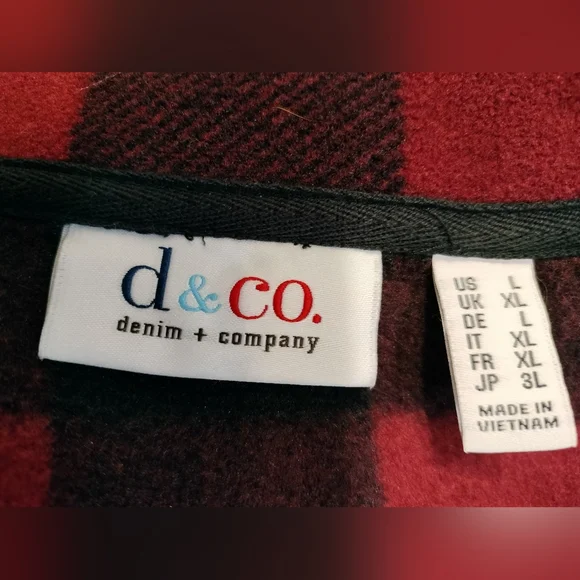 d & co.
denim + company
US L
UK XL
DE L
IT XL
FR XL
JP 3L
MADE IN
VIETNAM